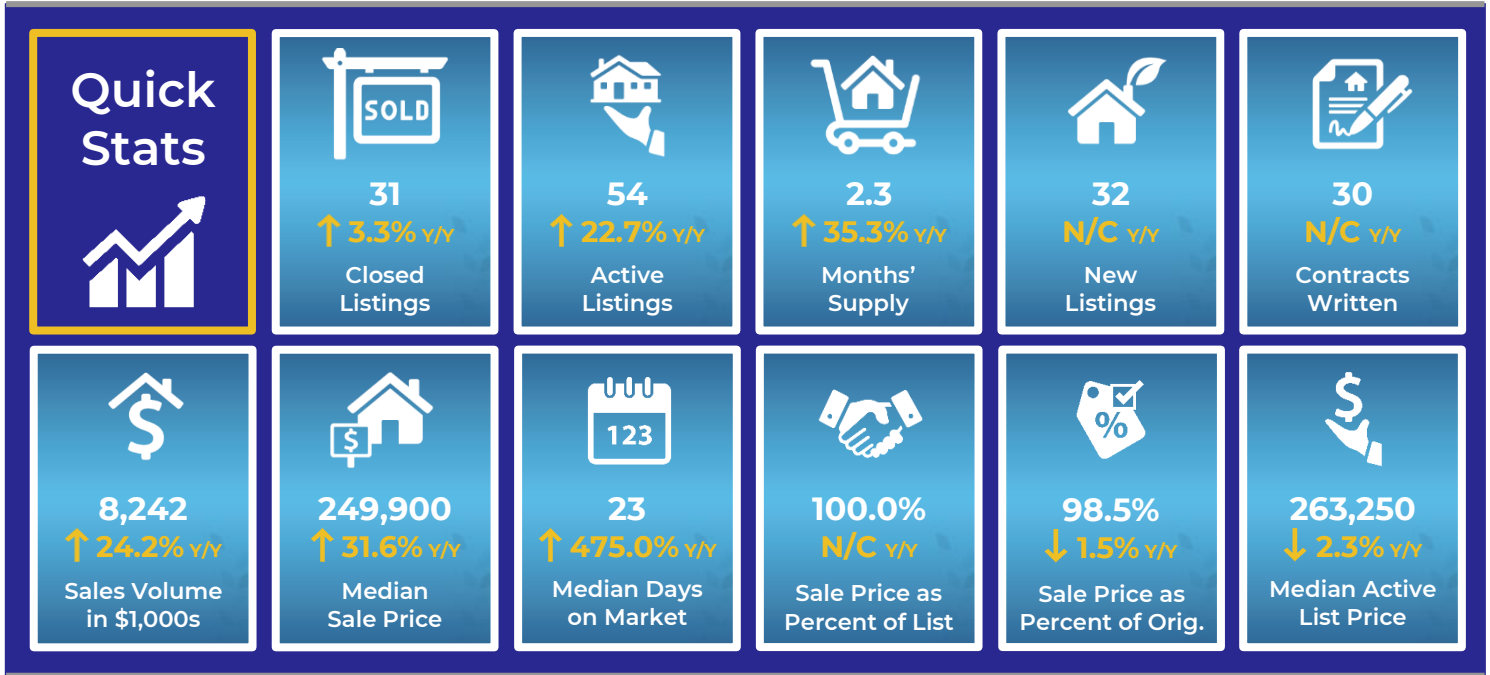 Quick
Stats
SOLD
31
↑ 3.3% Y/Y
Closed
Listings
54
↑ 22.7% Y/Y
Active
Listings
2.3
↑ 35.3% Y/Y
Months’
Supply
32
N/C Y/Y
New
Listings
30
N/C Y/Y
Contracts
Written
$
8,242
↑ 24.2% Y/Y
Sales Volume
in $1,000s
$
249,900
↑ 31.6% Y/Y
Median
Sale Price
123
23
↑ 475.0% Y/Y
Median Days
on Market
100.0%
N/C Y/Y
Sale Price as
Percent of List
%
98.5%
↓ 1.5% Y/Y
Sale Price as
Percent of Orig.
$
263,250
↓ 2.3% Y/Y
Median Active
List Price